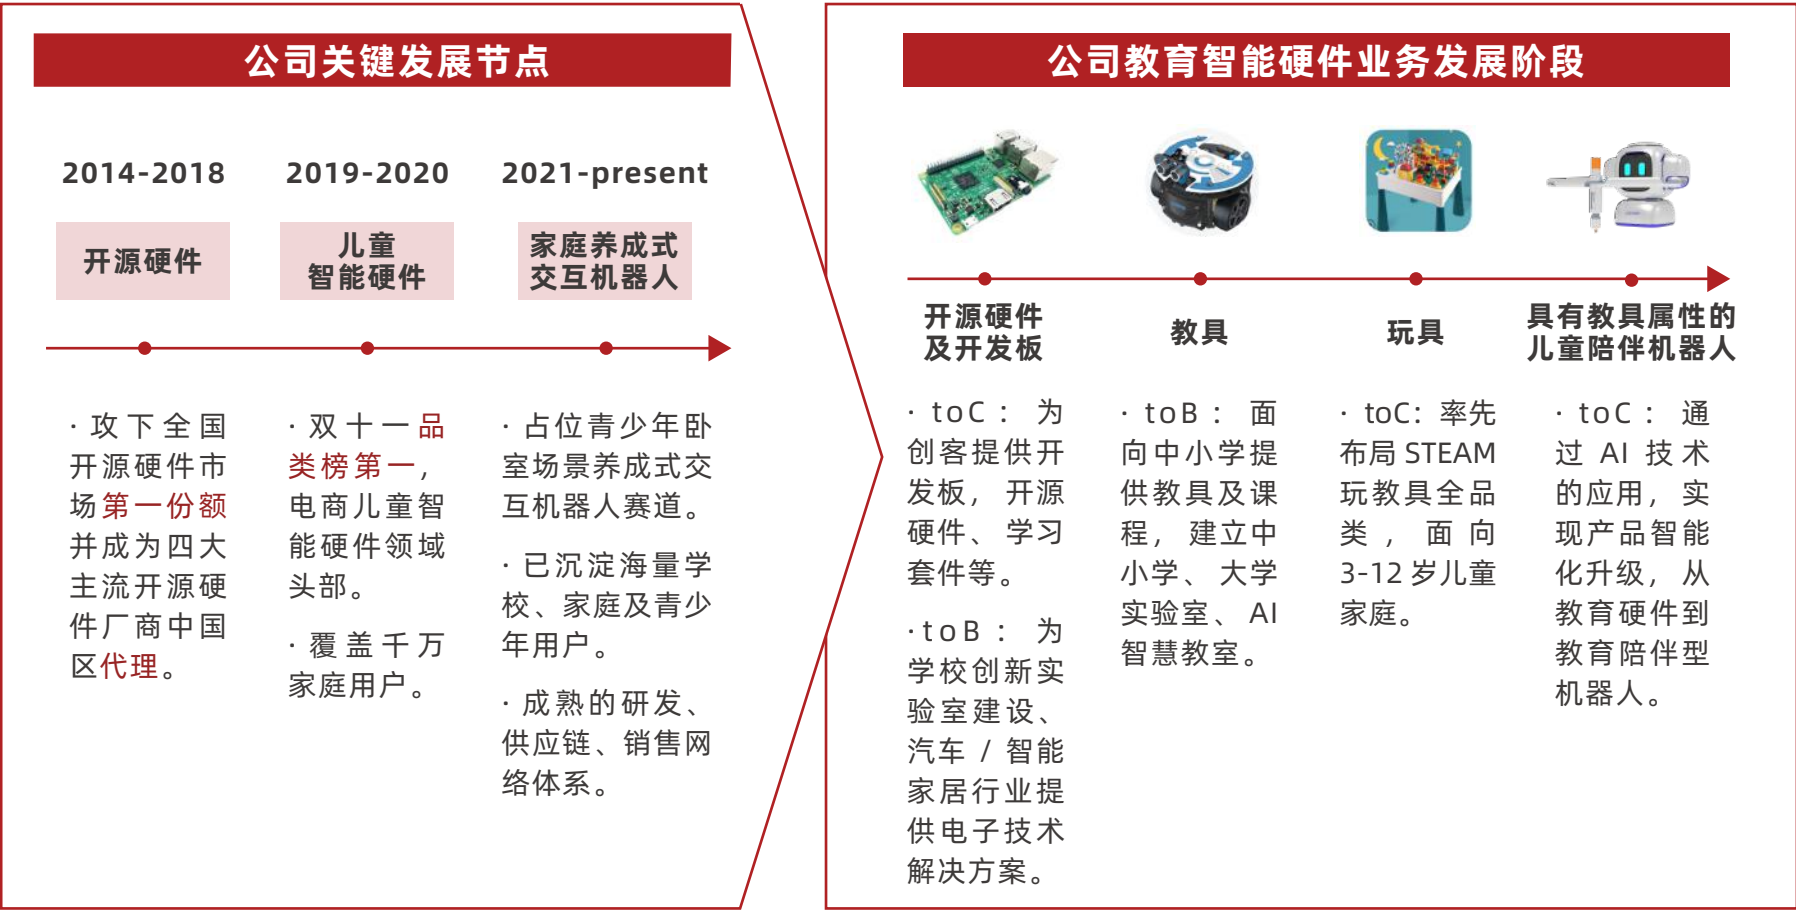 公司关键发展节点
2014-2018
2019-2020
2021-present
开源硬件
儿童
智能硬件
家庭养成式
交互机器人
· 攻下全国
开源硬件市
场第一份额
并成为四大
主流开源硬
件厂商中国
区代理。
· 双十一品
类榜第一，
电商儿童智
能硬件领域
头部。
· 覆盖千万
家庭用户。
· 占位青少年卧
室场景养成式交
互机器人赛道。
· 已沉淀海量学
校、家庭及青少
年用户。
· 成熟的研发、
供应链、销售网
络体系。
公司教育智能硬件业务发展阶段
开源硬件
及开发板
教具
玩具
具有教具属性的
儿童陪伴机器人
· toC： 为
创客提供开
发板， 开源
硬件、 学习
套件等。
·toB： 为
学校创新实
验室建设、
汽车 / 智能
家居行业提
供电子技术
解决方案。
· toB： 面
向中小学提
供教具及课
程， 建立中
小学、 大学
实验室、 AI
智慧教室。
· toC：率先
布局 STEAM
玩教具全品
类，面向
3-12 岁儿童
家庭。
· toC： 通
过 AI 技术
的应用， 实
现产品智能
化升级， 从
教育硬件到
教育陪伴型
机器人。